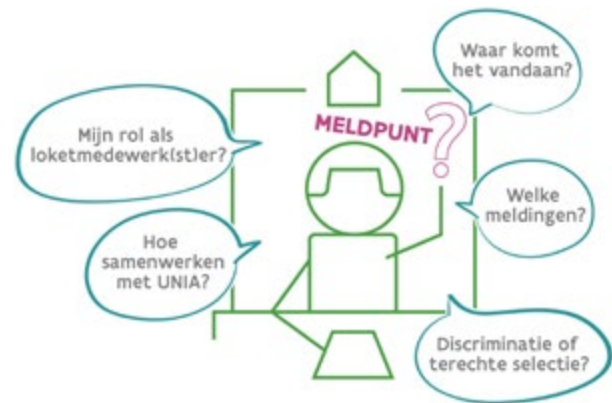 Waar komt
het vandaan?
MELDPUNT ?
Mijn rol als
loketmedewerk(st)er?
Welke
meldingen?
Hoe
samenwerken
met UNIA?
Discriminatie of
terechte selectie?